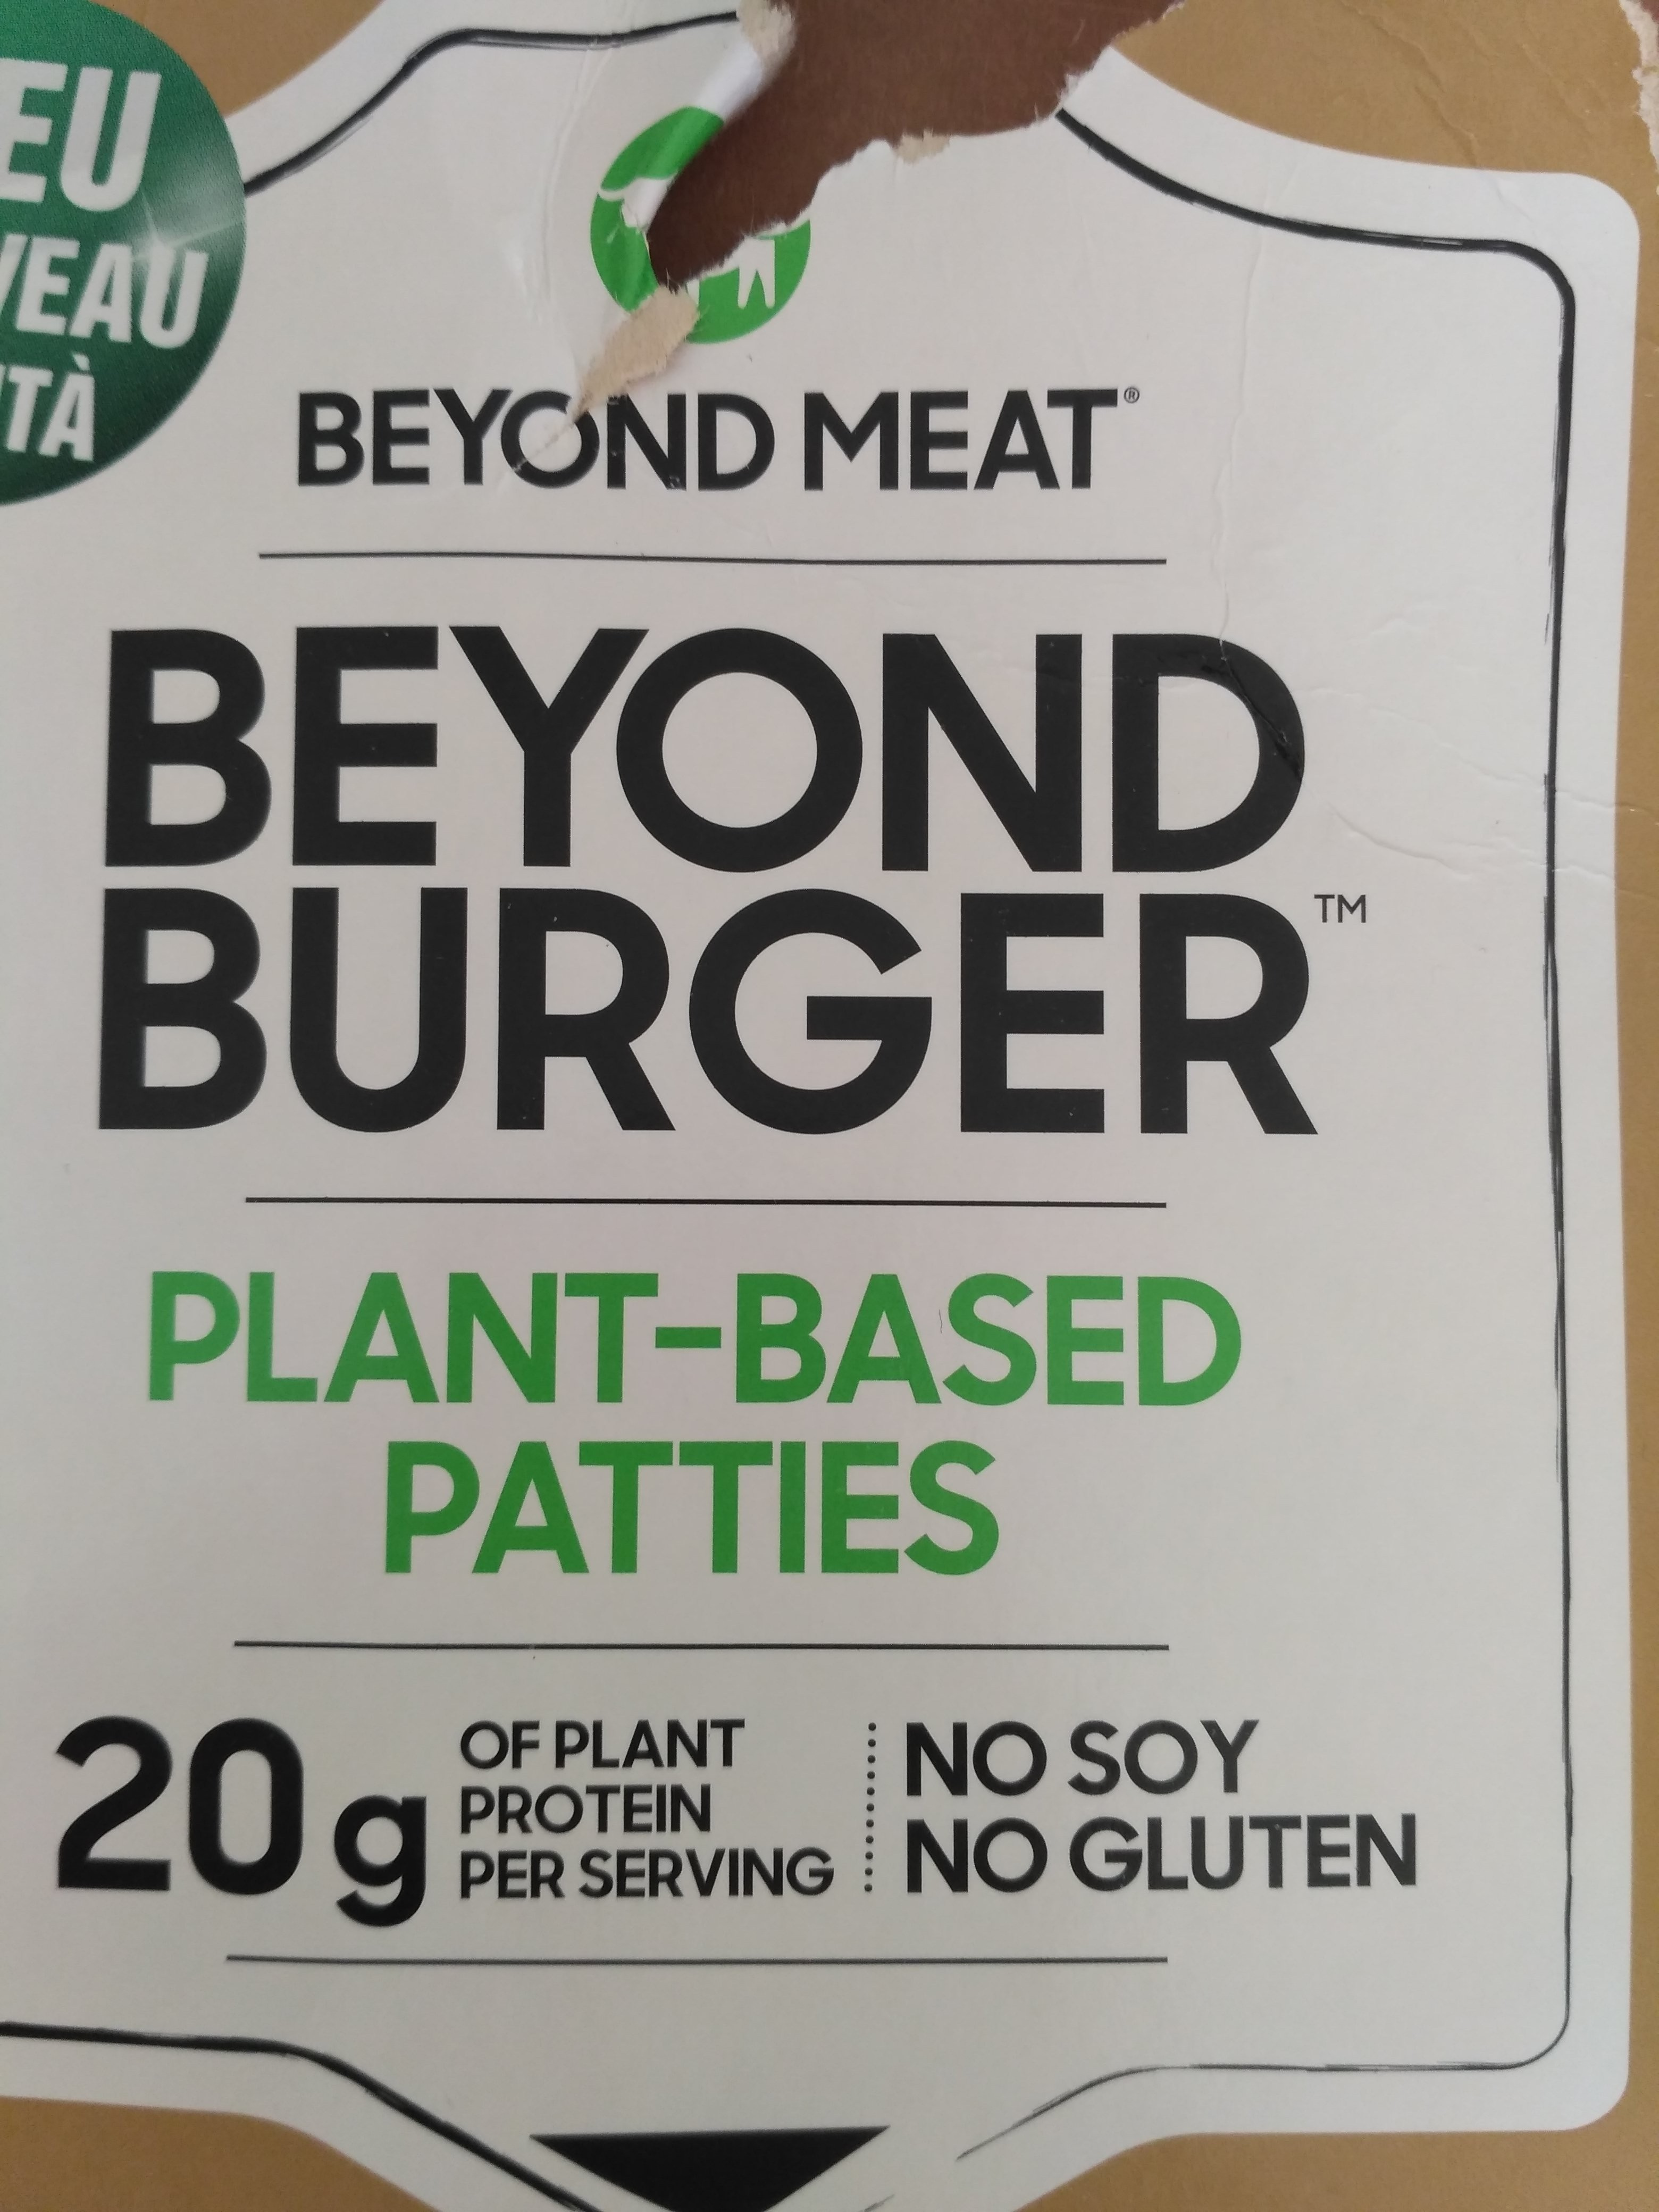 EU
VEAU
ITÀ
BEYOND MEAT®
BEYOND
BURGER™
PLANT-BASED
PATTIES
20g
OF PLANT
PROTEIN
PER SERVING
NO SOY
NO GLUTEN